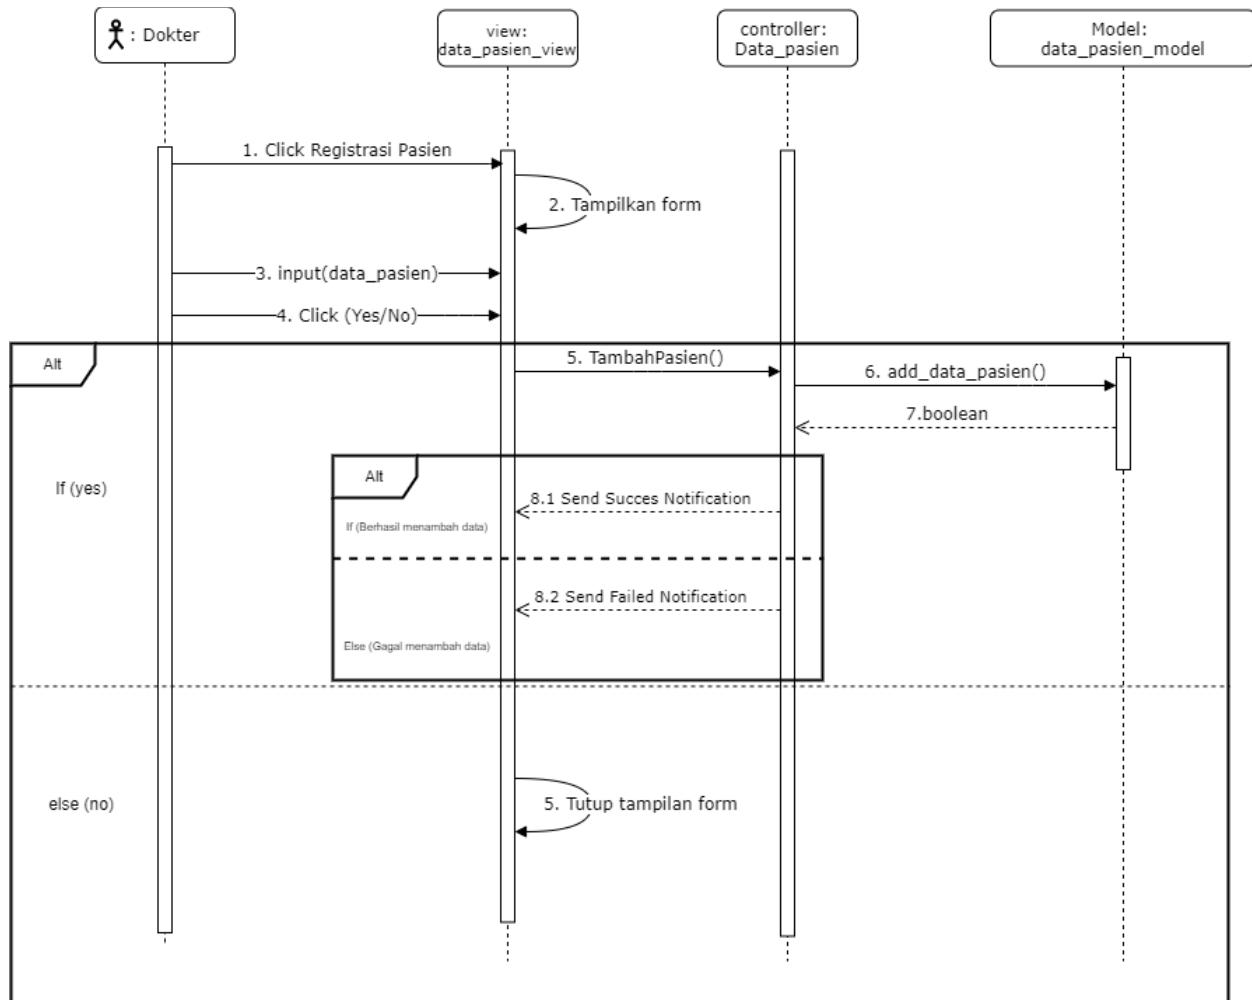 : Dokter
view:
data_pasien_view
controller:
Data_pasien
Model:
data_pasien_model
1. Click Registrasi Pasien
2. Tampilkan form
3. input(data_pasien)
4. Click (Yes/No)
Alt
5. TambahPasien()
6. add_data_pasien()
7.boolean
If (yes)
Alt
8.1 Send Succes Notification
If (Berhasil menambah data)
8.2 Send Failed Notification
Else (Gagal menambah data)
else (no)
5. Tutup tampilan form